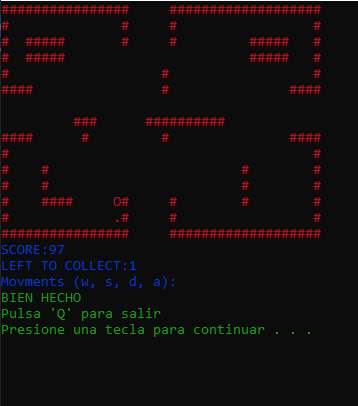 SCORE:97
LEFT TO COLLECT:1
Movments (w, s, d, a):
BIEN HECHO
Pulsa 'Q' para salir
Presione una tecla para continuar . . .